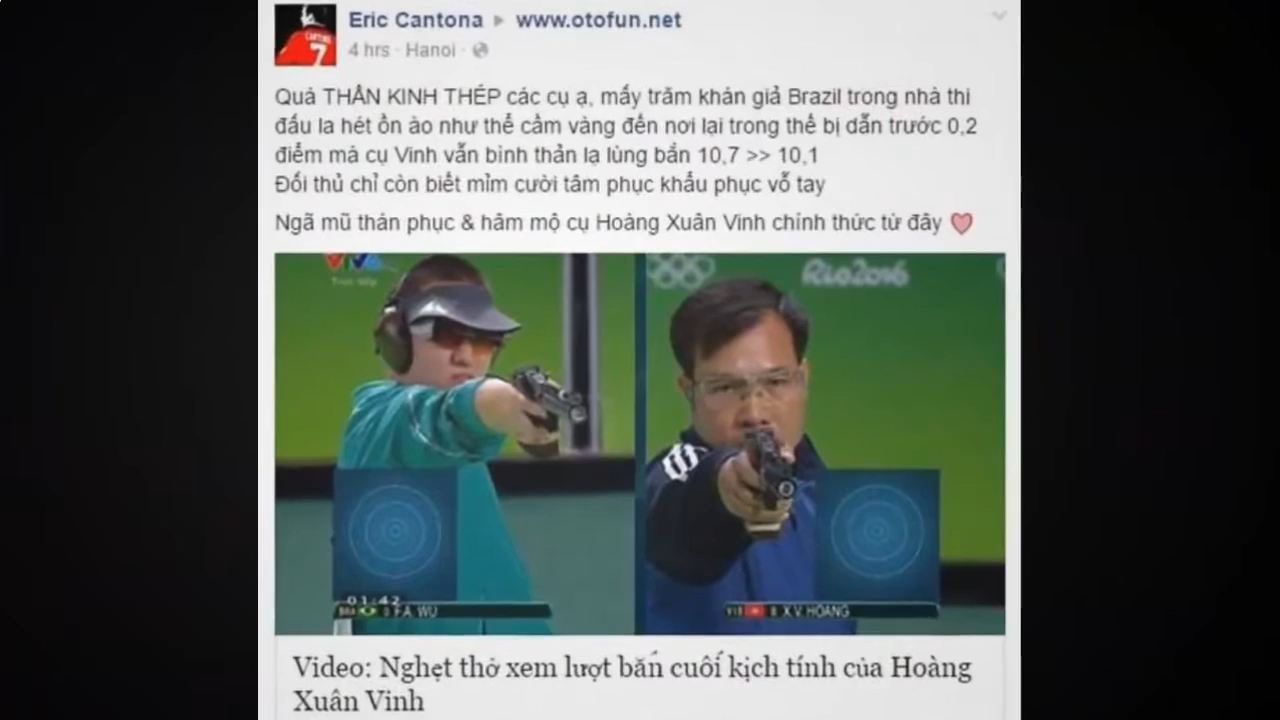 Eric Cantona ▸ www.otofun.net
4 hrs · Hanoi ·
Quá THẦN KINH THÉP các cụ ạ, mấy trăm khán giả Brazil trong nhà thi
đấu la hét ồn ào như thể cầm vàng đến nơi lại trong thế bị dẫn trước 0,2
điểm mà cụ Vinh vẫn bình thản lạ lùng bắn 10,7 >> 10,1
Đối thủ chỉ còn biết mỉm cười tâm phục khẩu phục vỗ tay
Ngã mũ thán phục & hâm mộ cụ Hoàng Xuân Vinh chính thức từ đây
VTV
Trực tiếp
Rio2016
01:42
BRA F.A. WU
VIE X.V. HOANG
Video: Nghẹt thở xem lượt bắn cuối kịch tính của Hoàng
Xuân Vinh